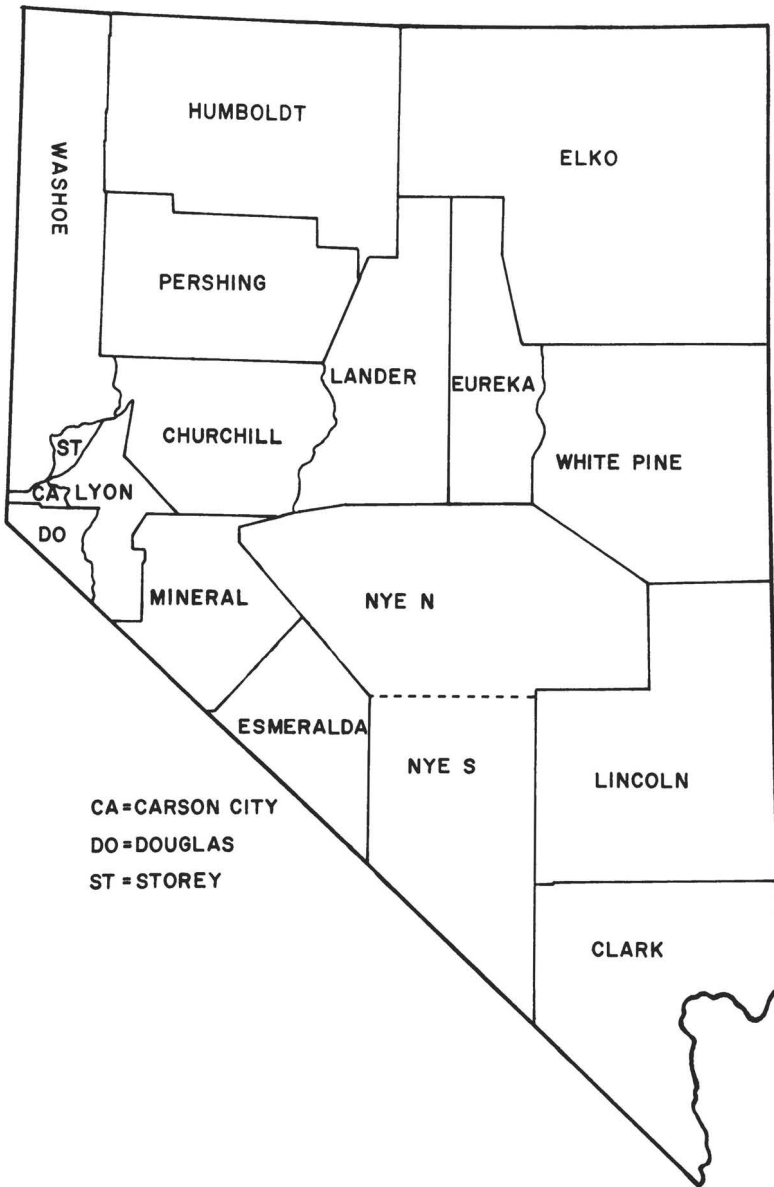 HUMBOLDT
ELKO
WASHOE
PERSHING
LANDER
EUREKA
CHURCHILL
ST
WHITE PINE
CA
LYON
DO
MINERAL
NYE N
ESMERALDA
NYE S
LINCOLN
CA=CARSON CITY
DO=DOUGLAS
ST=STOREY
CLARK